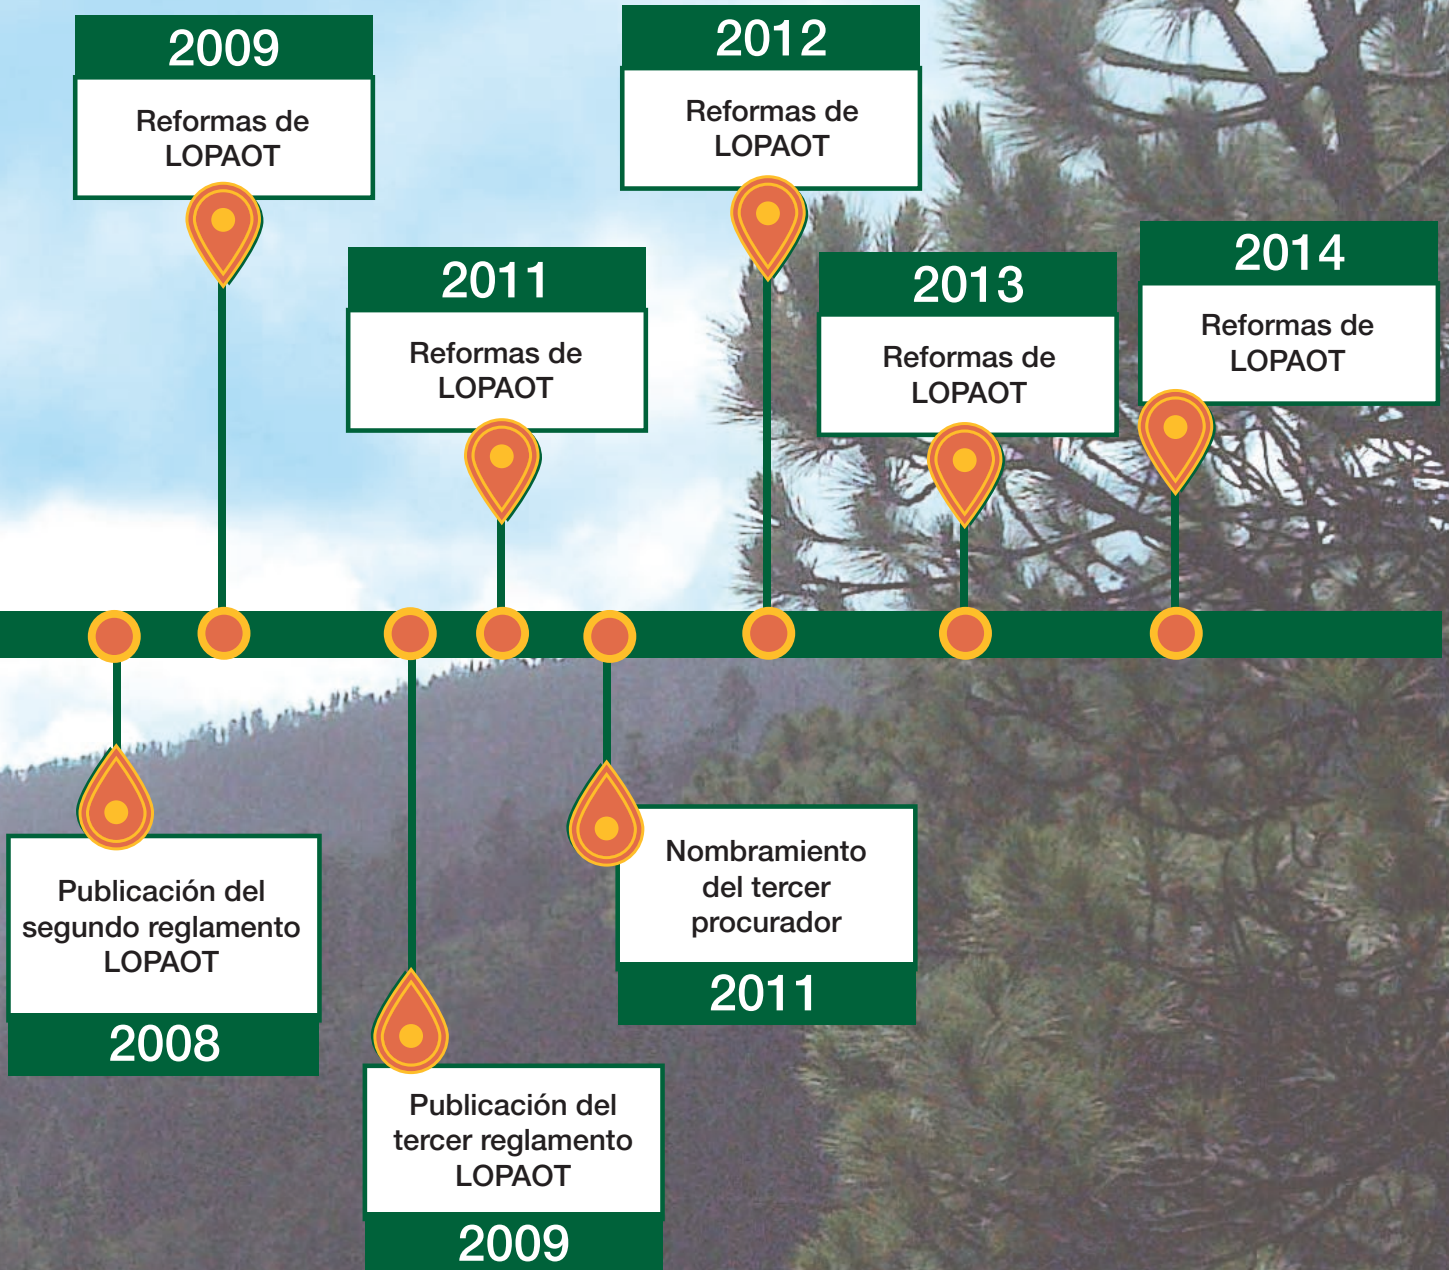 2009
Reformas de
LOPAOT
2012
Reformas de
LOPAOT
2011
Reformas de
LOPAOT
2013
Reformas de
LOPAOT
2014
Reformas de
LOPAOT
Publicación del
segundo reglamento
LOPAOT
2008
Publicación del
tercer reglamento
LOPAOT
2009
Nombramiento
del tercer
procurador
2011